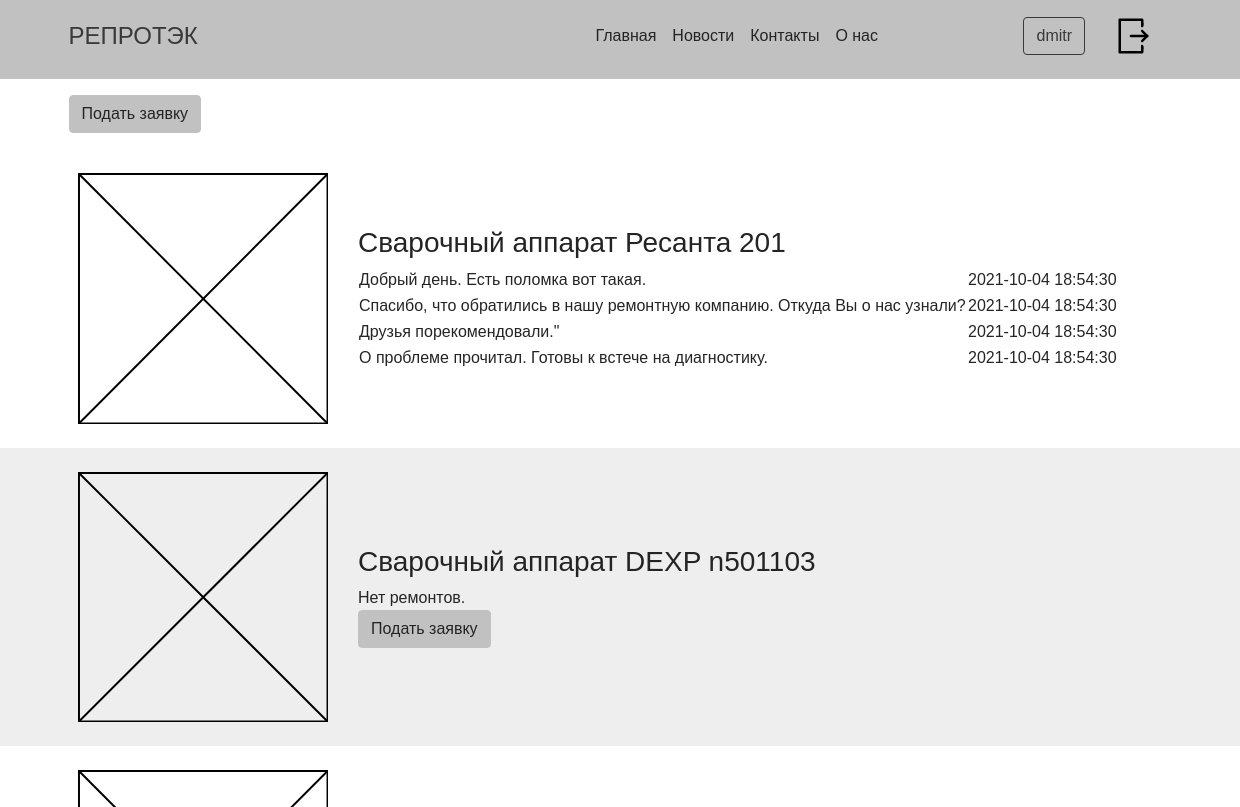 РЕПРОТЭК
Главная Новости Контакты О нас
dmitr
Подать заявку
Сварочный аппарат Ресанта 201
Добрый день. Есть поломка вот такая. 2021-10-04 18:54:30
Спасибо, что обратились в нашу ремонтную компанию. Откуда Вы о нас узнали? 2021-10-04 18:54:30
Друзья порекомендовали." 2021-10-04 18:54:30
О проблеме прочитал. Готовы к встече на диагностику. 2021-10-04 18:54:30
Сварочный аппарат DEXP n501103
Нет ремонтов.
Подать заявку